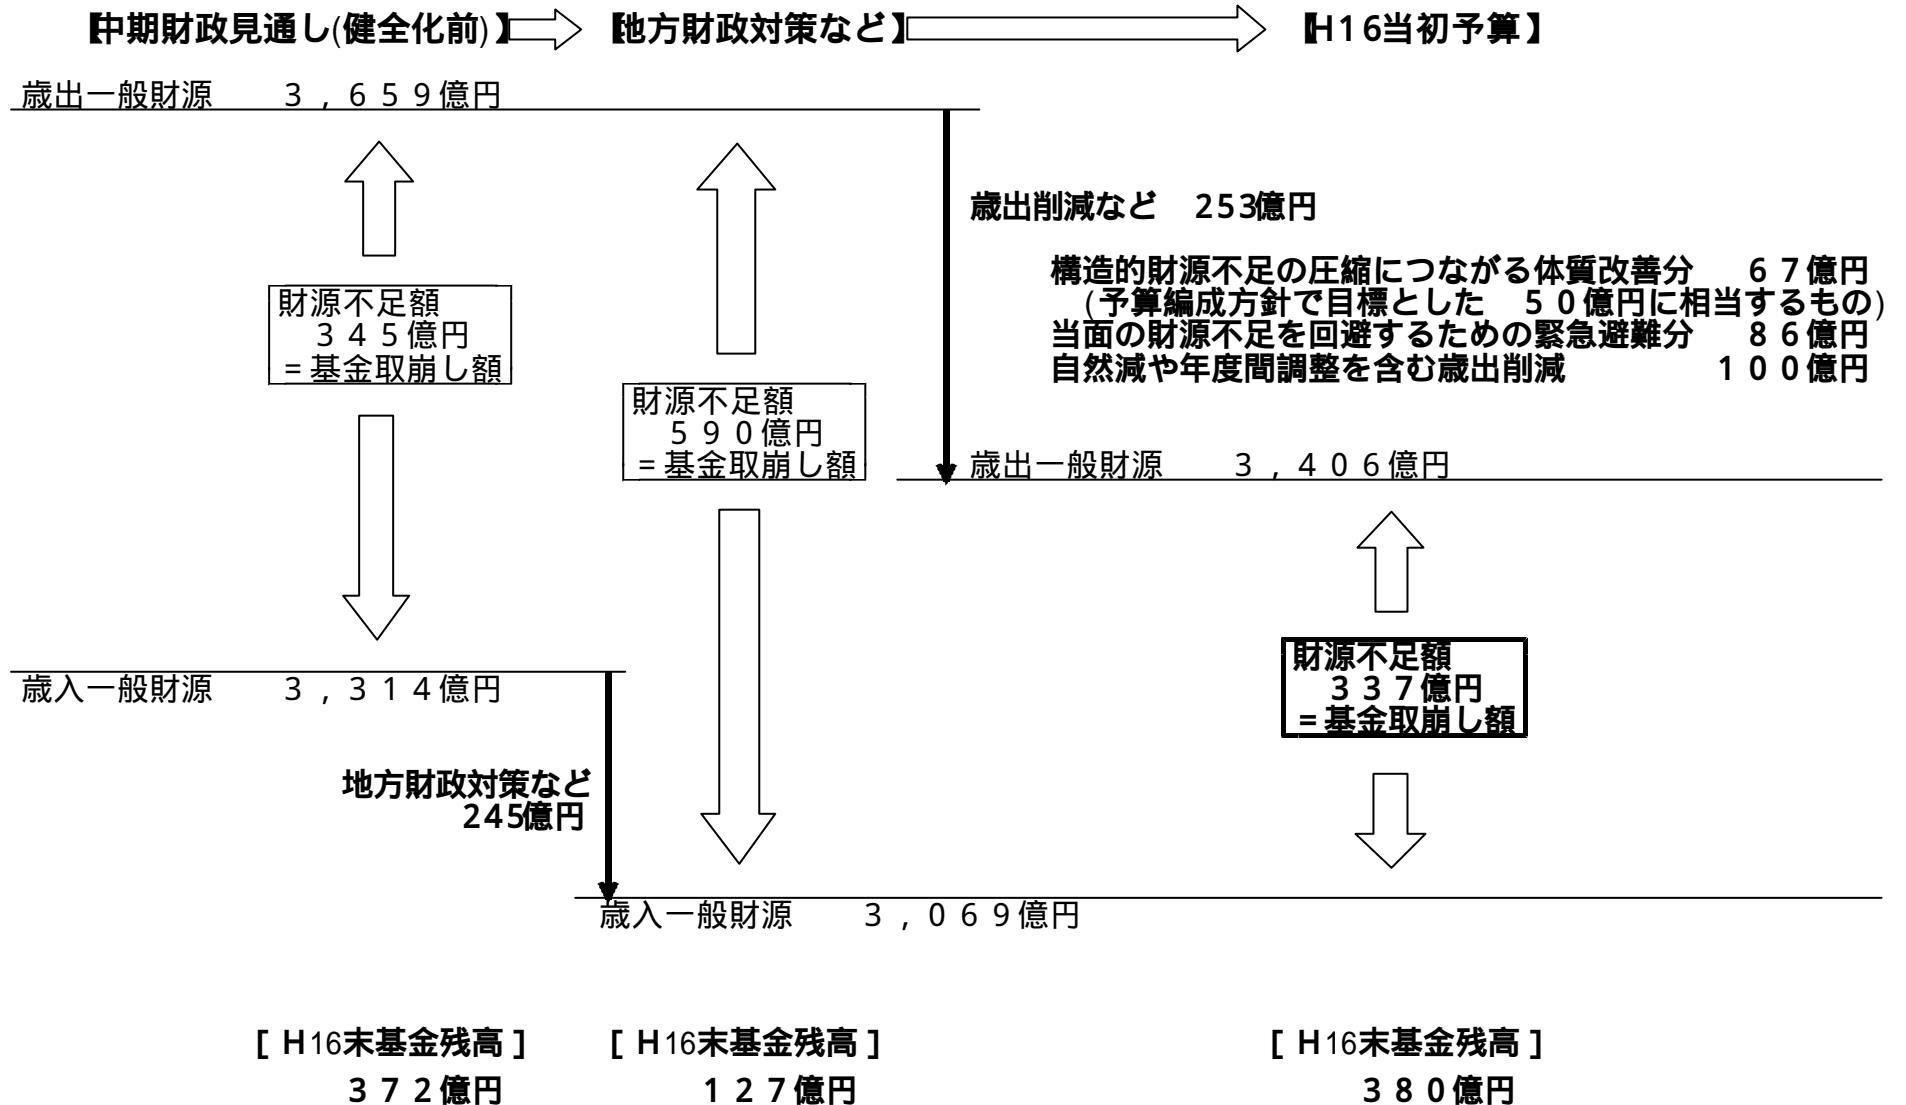 【中期財政見通し(健全化前)】 【地方財政対策など】 【H16当初予算】
歳出一般財源 3,659億円
歳出削減など 253億円
構造的財源不足の圧縮につながる体質改善分 67億円
(予算編成方針で目標とした 50億円に相当するもの)
当面の財源不足を回避するための緊急避難分 86億円
自然減や年度間調整を含む歳出削減 100億円
財源不足額
345億円
=基金取崩し額
財源不足額
590億円
=基金取崩し額
歳出一般財源 3,406億円
財源不足額
337億円
=基金取崩し額
歳入一般財源 3,314億円
地方財政対策など
245億円
歳入一般財源 3,069億円
[H16末基金残高] [H16末基金残高] [H16末基金残高]
372億円 127億円 380億円